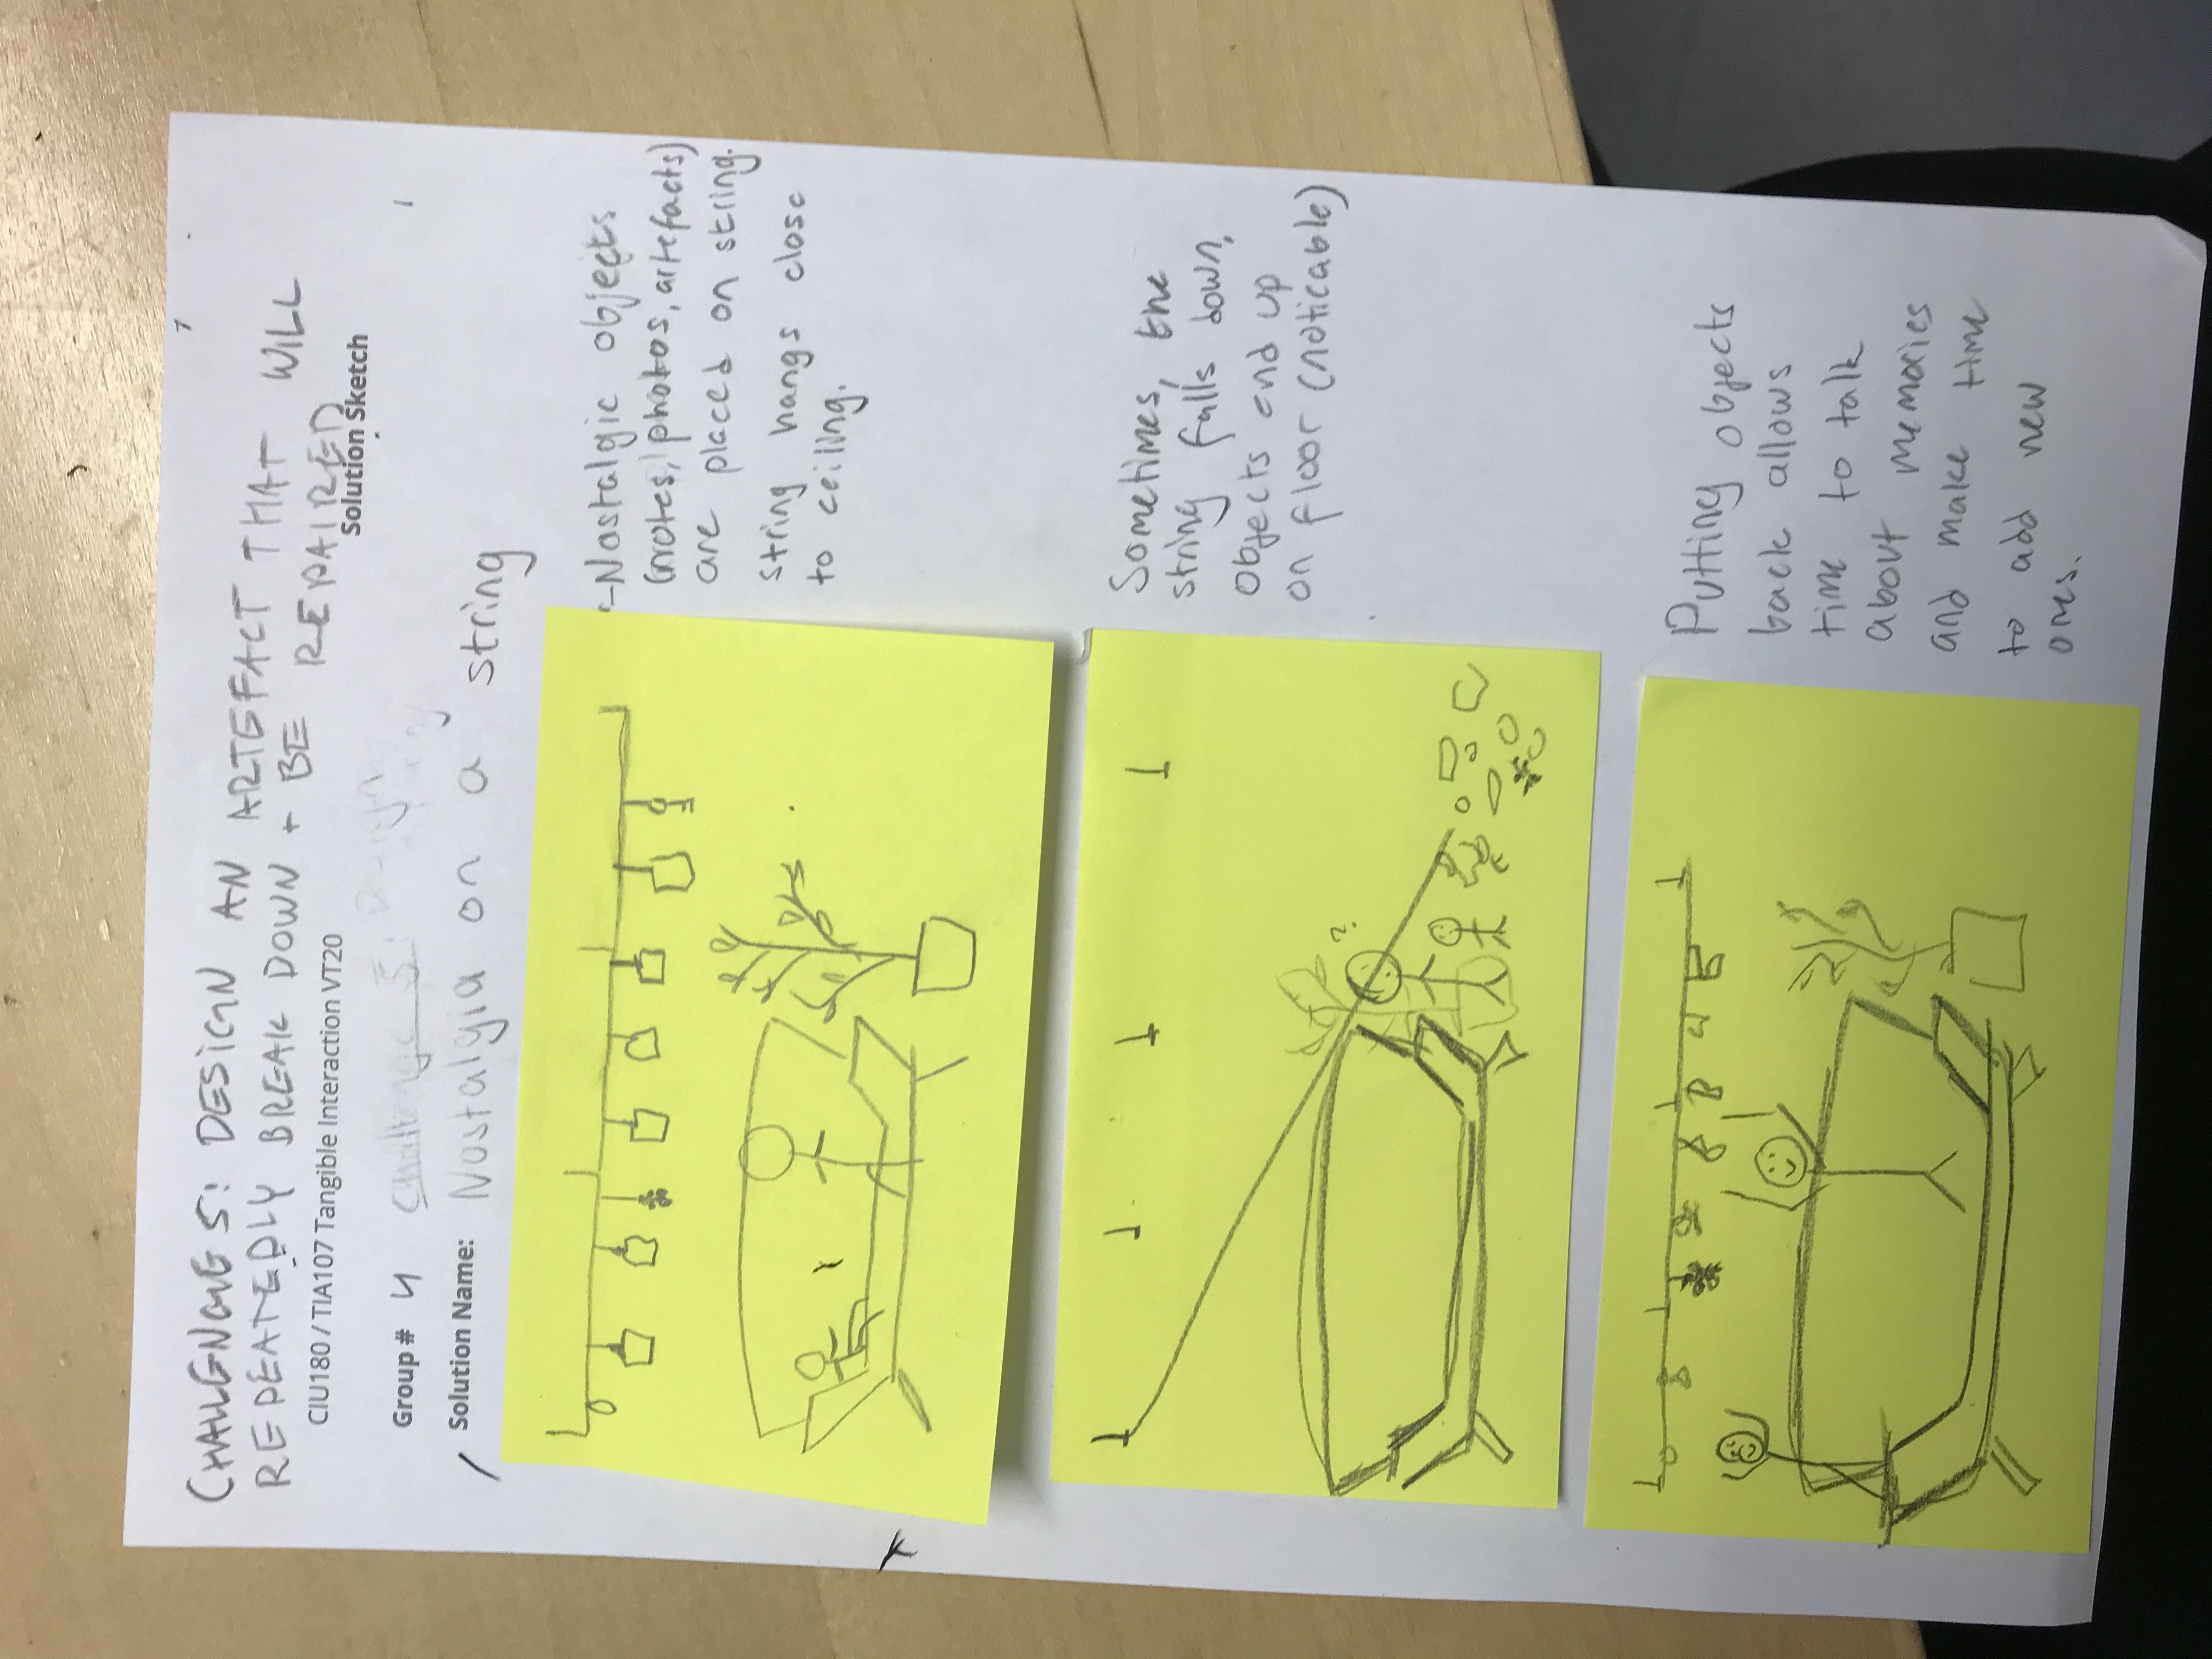 CHALLENGE 5: DESIGN AN ARTEFACT THAT WILL
REPEATEDLY BREAK DOWN + BE REPAIRED
CIU180 / TIA107 Tangible Interaction VT20
Solution Sketch
Group # 4 Challenge 5: Design
Solution Name: Nostalgia on a string
-Nostalgic objects
(notes, photos, artefacts)
are placed on string.
string hangs close
to ceiling.
Sometimes, the
string falls down,
objects end up
on floor (noticable)
?
Putting objects
back allows
time to talk
about memories
and make time
to add new
ones.